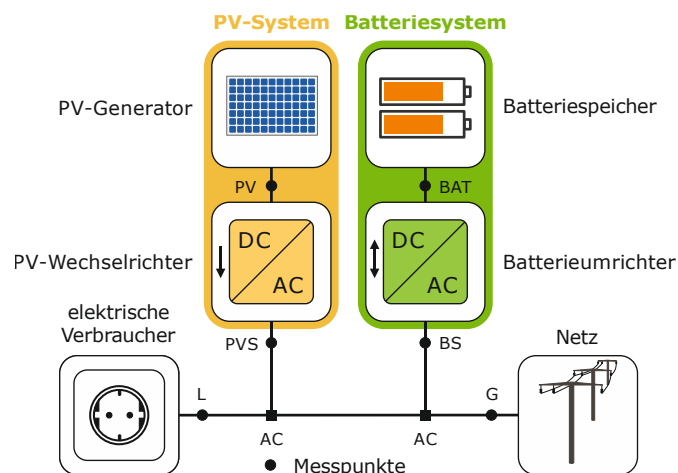 PV-System
Batteriesystem
PV-Generator
Batteriespeicher
PV
BAT
PV-Wechselrichter
DC
AC
DC
AC
Batterieumrichter
elektrische
Verbraucher
PVS
BS
Netz
L
G
AC
AC
Messpunkte